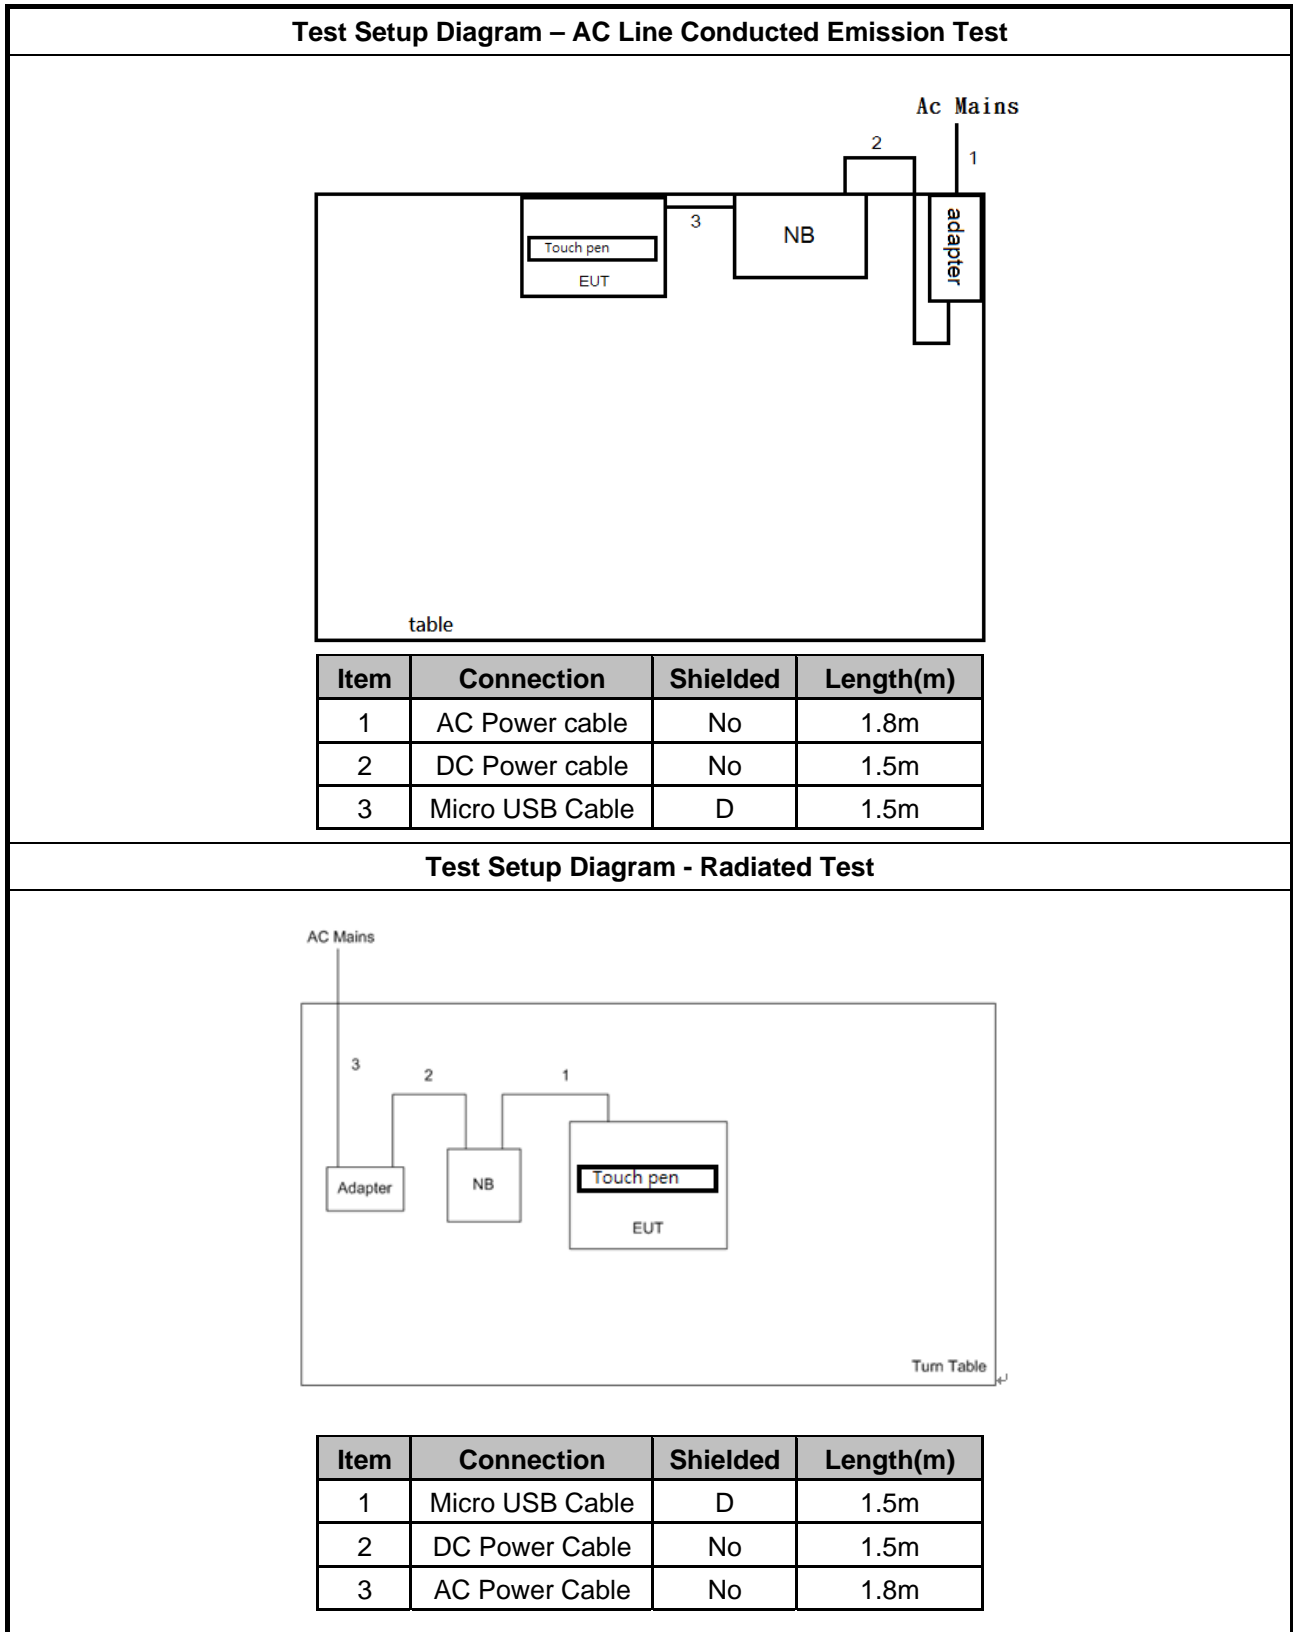 Test Setup Diagram – AC Line Conducted Emission Test
Ac Mains
2
1
3
NB
adapter
Touch pen
EUT
table
Item Connection Shielded Length(m)
1 AC Power cable No 1.8m
2 DC Power cable No 1.5m
3 Micro USB Cable D 1.5m
Test Setup Diagram - Radiated Test
AC Mains
3
2
1
Adapter
NB
Touch pen
EUT
Turn Table
Item Connection Shielded Length(m)
1 Micro USB Cable D 1.5m
2 DC Power Cable No 1.5m
3 AC Power Cable No 1.8m